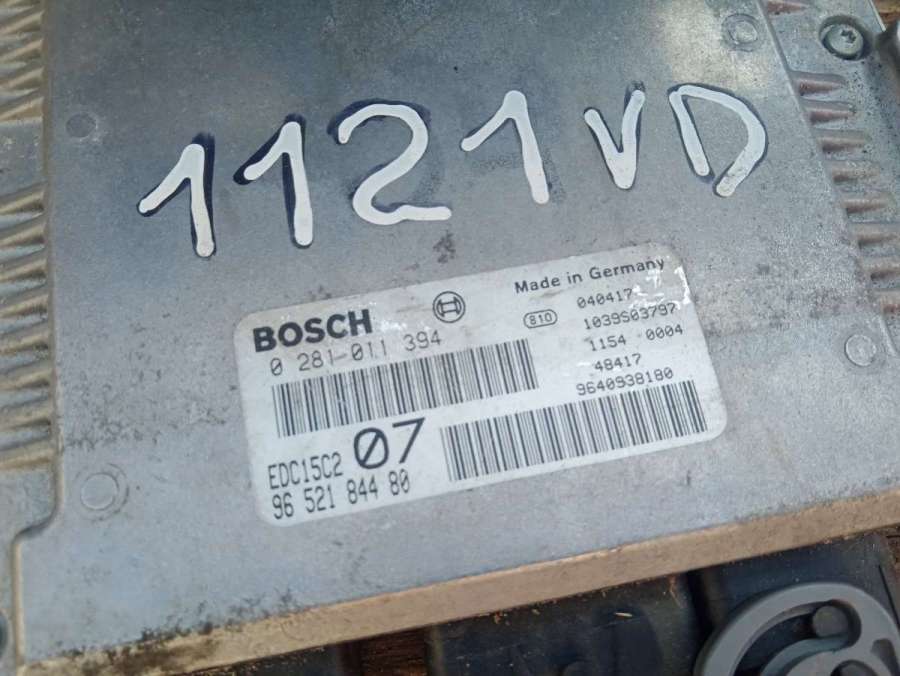 1121VD
Made in Germany
BOSCH
0 281 011 394
040417
810
1039S03797
1154 0004
48417
9640938180
07
EDC15C2
96 521 844 80